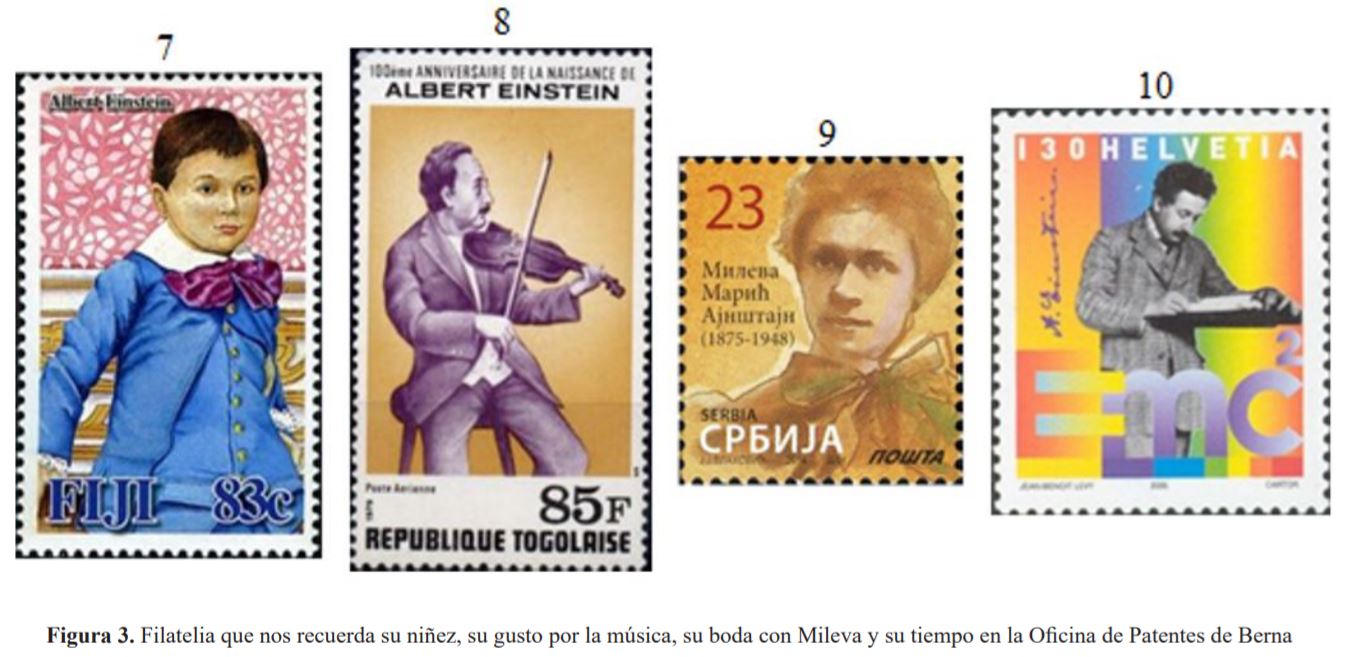 7
Albert Einstein
FIJI 83c
8
100ème ANNIVERSAIRE DE LA NAISSANCE DE
ALBERT EINSTEIN
Poste Aerienne
1979
85F
REPUBLIQUE TOGOLAISE
9
23
Милева
Марић
Ајнштајн
(1875-1948)
SERBIA
СРБИЈА
ПОШТА
10
130 HELVETIA
A. Einstein.
E=mc2
JEAN-BENOIT LEVY 2005 CARTOR
Figura 3. Filatelia que nos recuerda su niñez, su gusto por la música, su boda con Mileva y su tiempo en la Oficina de Patentes de Berna